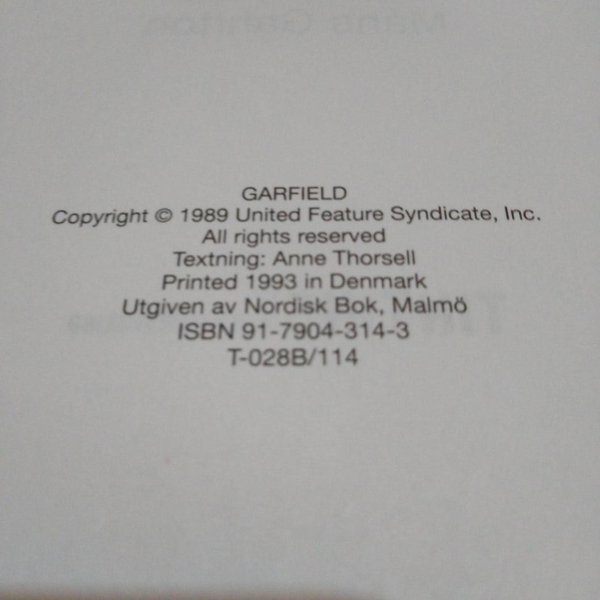 GARFIELD
Copyright © 1989 United Feature Syndicate, Inc.
All rights reserved
Textning: Anne Thorsell
Printed 1993 in Denmark
Utgiven av Nordisk Bok, Malmö
ISBN 91-7904-314-3
T-028B/114